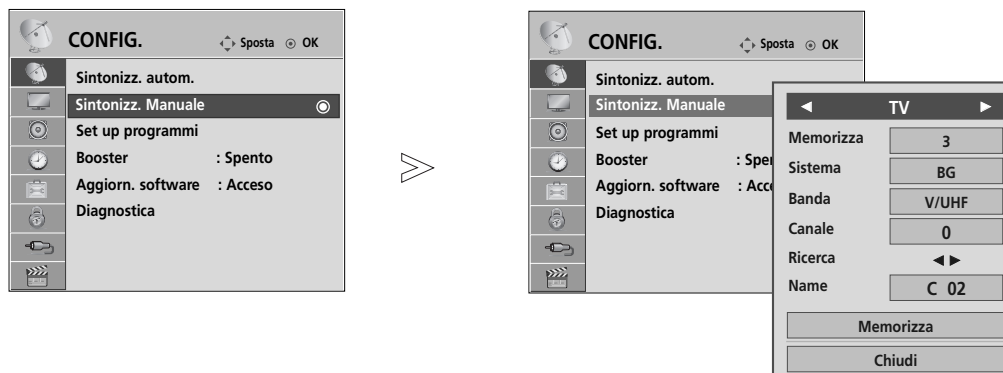 CONFIG. Sposta OK
Sintonizz. autom.
Sintonizz. Manuale
Set up programmi
Booster : Spento
Aggiorn. software : Acceso
Diagnostica
CONFIG. Sposta OK
Sintonizz. autom.
Sintonizz. Manuale
Set up programmi
Booster : Spe
Aggiorn. software : Acce
Diagnostica
◄ TV ►
Memorizza 3
Sistema BG
Banda V/UHF
Canale 0
Ricerca ◄►
Name C 02
Memorizza
Chiudi